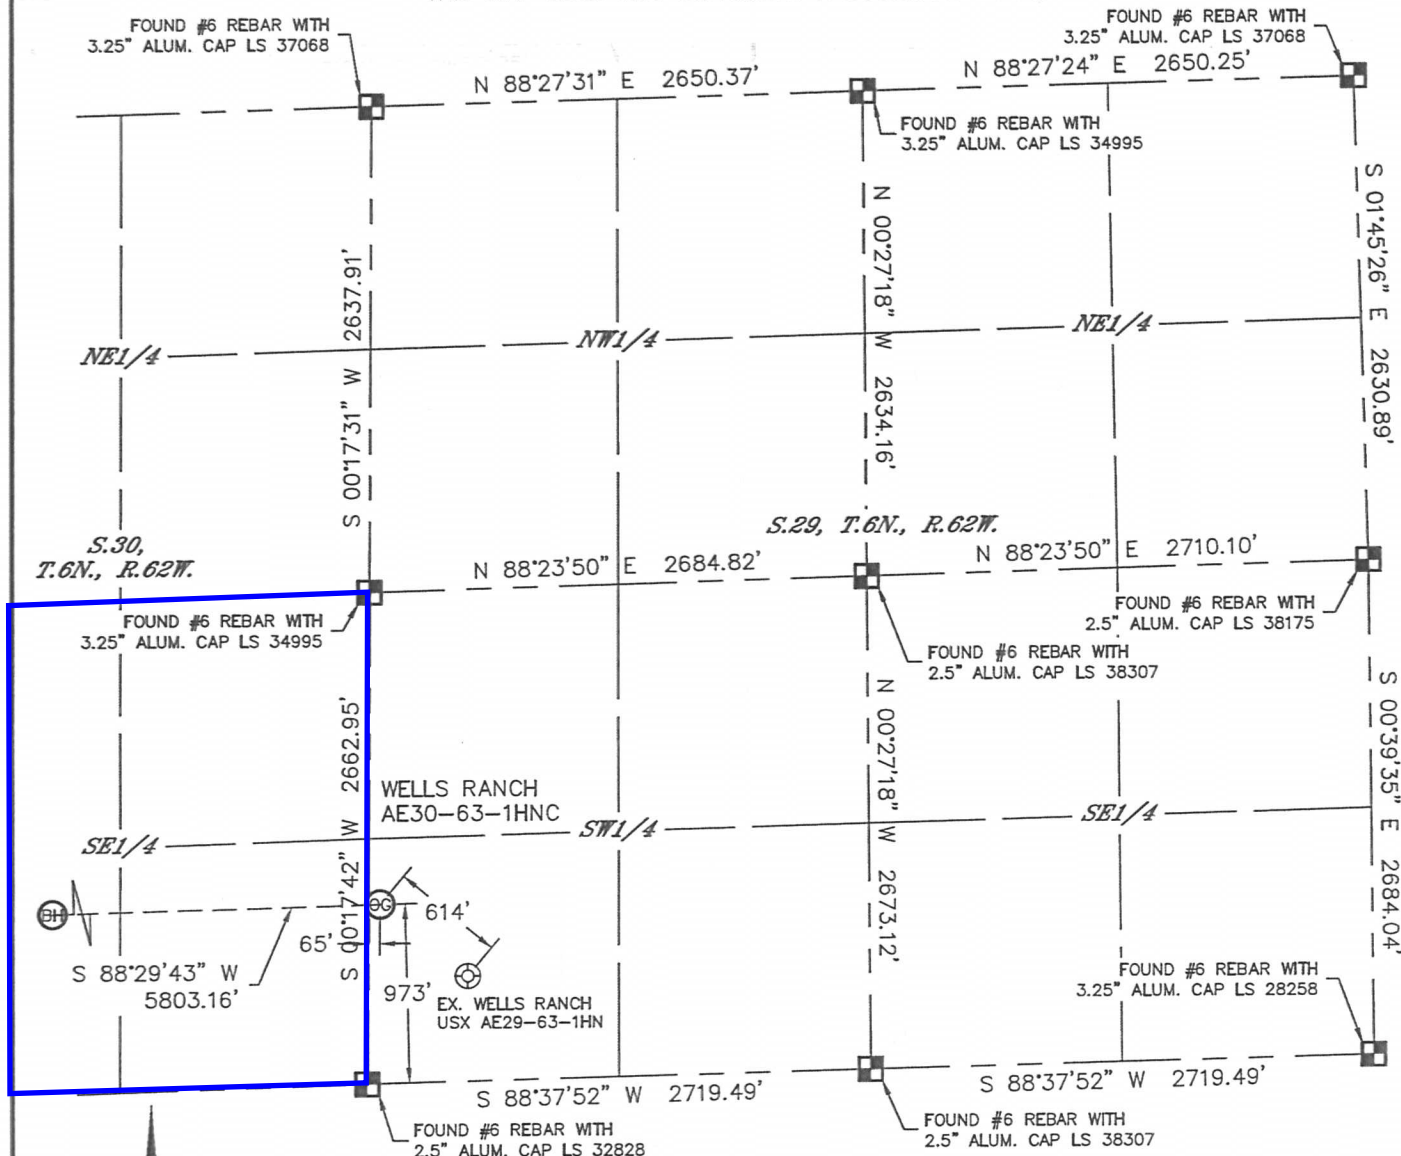 FOUND #6 REBAR WITH
3.25" ALUM. CAP LS 37068
FOUND #6 REBAR WITH
3.25" ALUM. CAP LS 37068
N 88°27'31" E 2650.37'
N 88°27'24" E 2650.25'
FOUND #6 REBAR WITH
3.25" ALUM. CAP LS 34995
S 00°17'31" W 2637.91'
N 00°27'18" W 2634.16'
S 01°45'26" E 2630.89'
NE1/4
NW1/4
NE1/4
S.30,
T.6N., R.62W.
S.29, T.6N., R.62W.
N 88°23'50" E 2684.82'
N 88°23'50" E 2710.10'
FOUND #6 REBAR WITH
3.25" ALUM. CAP LS 34995
FOUND #6 REBAR WITH
2.5" ALUM. CAP LS 38175
FOUND #6 REBAR WITH
2.5" ALUM. CAP LS 38307
S 00°17'42" W 2662.95'
N 00°27'18" W 2673.12'
S 00°39'35" E 2684.04'
WELLS RANCH
AE30-63-1HNC
SE1/4
SW1/4
SE1/4
BH
OG
614'
65'
973'
S 88°29'43" W
5803.16'
EX. WELLS RANCH
USX AE29-63-1HN
FOUND #6 REBAR WITH
3.25" ALUM. CAP LS 28258
S 88°37'52" W 2719.49'
S 88°37'52" W 2719.49'
FOUND #6 REBAR WITH
2.5" ALUM. CAP LS 32828
FOUND #6 REBAR WITH
2.5" ALUM. CAP LS 38307